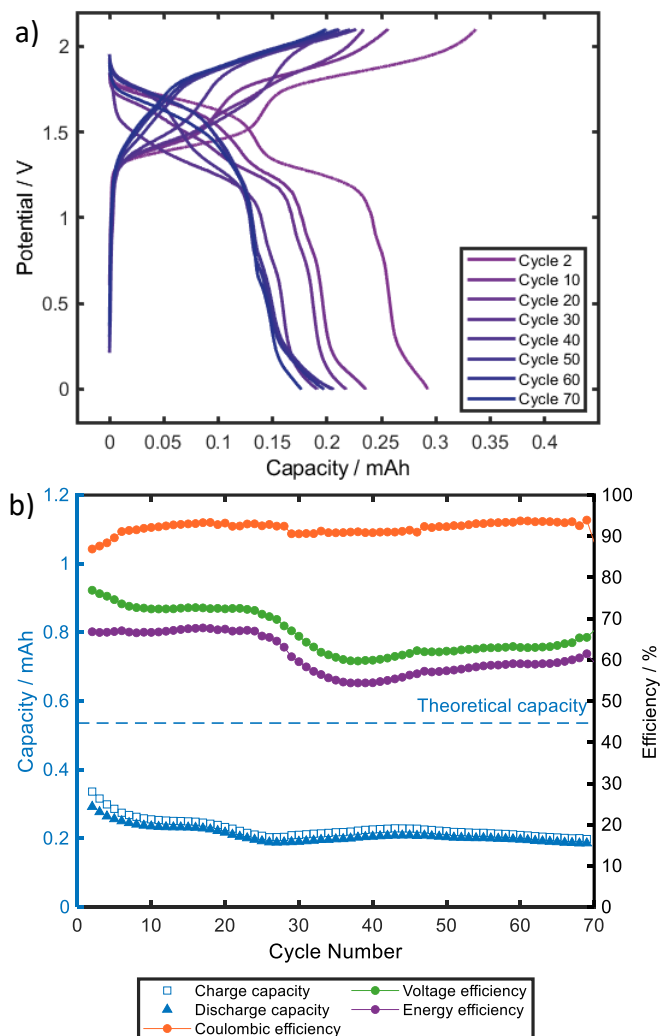 a)
2
1.5
1
0.5
0
Potential / V
0 0.05 0.1 0.15 0.2 0.25 0.3 0.35 0.4
Capacity / mAh
Cycle 2
Cycle 10
Cycle 20
Cycle 30
Cycle 40
Cycle 50
Cycle 60
Cycle 70
b)
1.2
1
0.8
0.6
0.4
0.2
0
Capacity / mAh
100
90
80
70
60
50
40
30
20
10
0
Efficiency / %
Theoretical capacity
0 10 20 30 40 50 60 70
Cycle Number
Charge capacity
Discharge capacity
Coulombic efficiency
Voltage efficiency
Energy efficiency